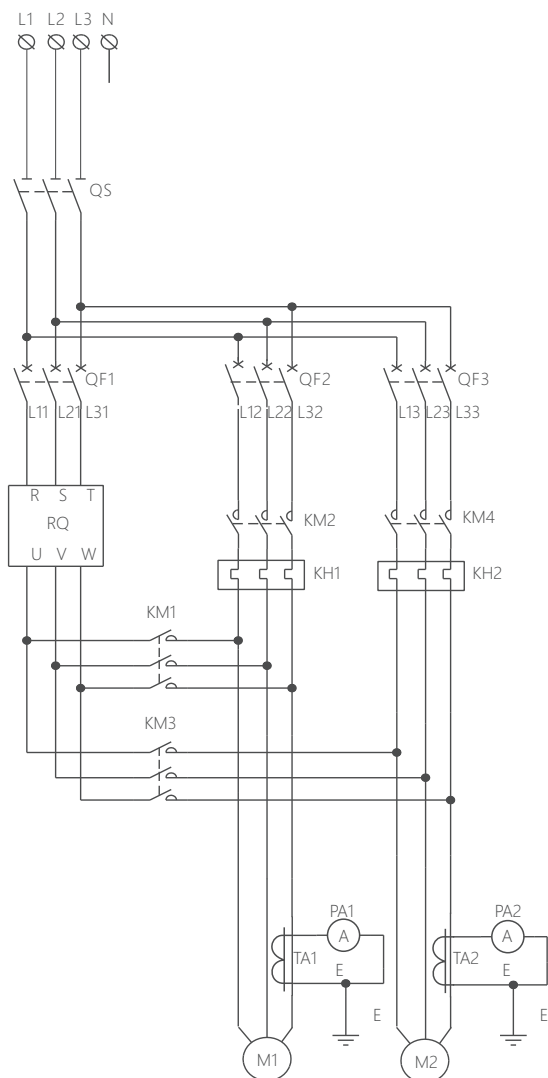 L1 L2 L3 N
QS
QF1 QF2 QF3
L11 L21 L31 L12 L22 L32 L13 L23 L33
R S T
RQ
U V W
KM2 KM4
KH1 KH2
KM1
KM3
PA1 PA2
A A
TA1 TA2
E E
E E
M1 M2